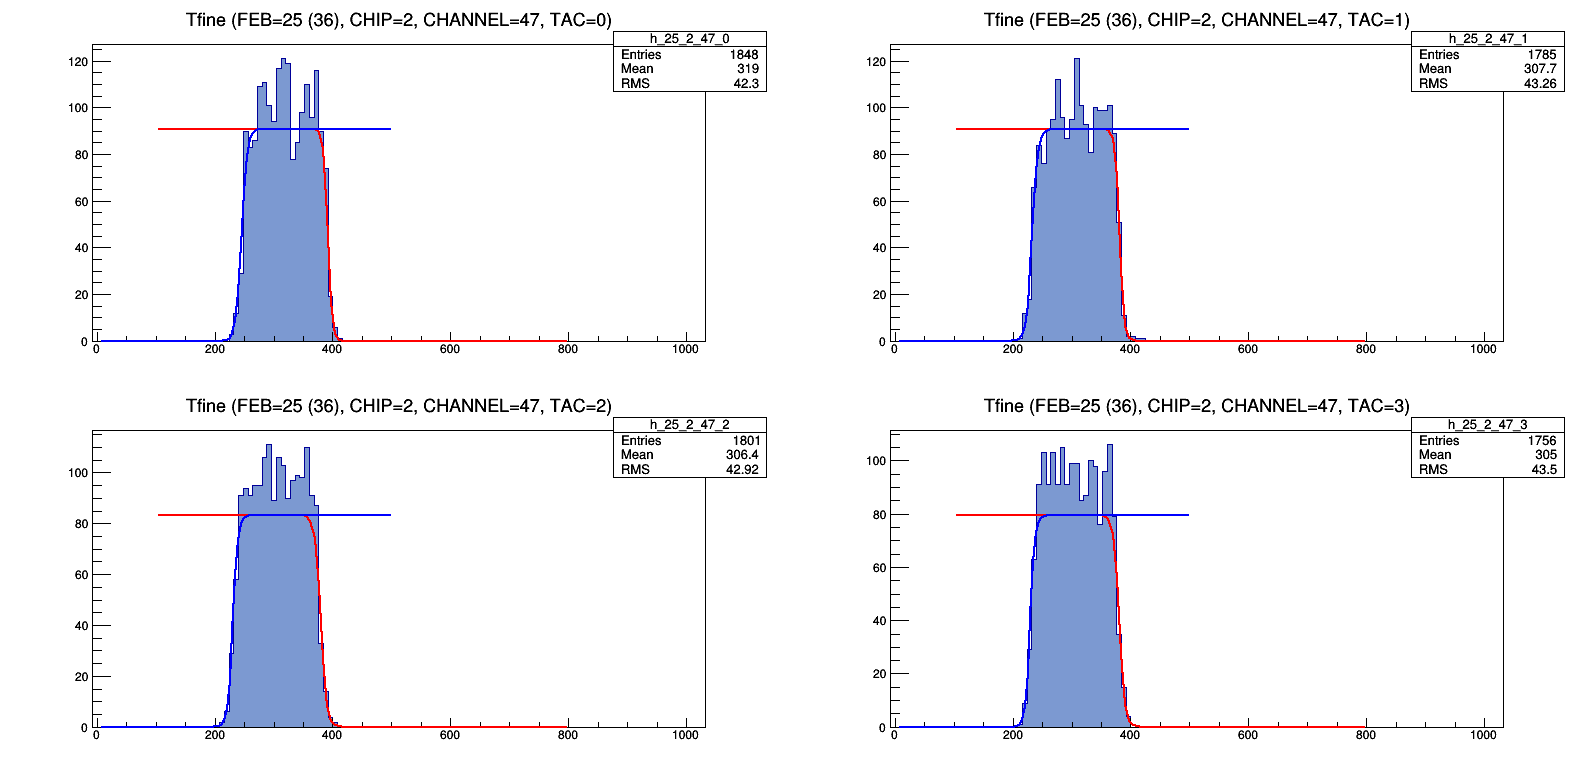 Tfine (FEB=25 (36), CHIP=2, CHANNEL=47, TAC=0)
h_25_2_47_0
Entries 1848
Mean 319
RMS 42.3
120
100
80
60
40
20
0
0 200 400 600 800 1000
Tfine (FEB=25 (36), CHIP=2, CHANNEL=47, TAC=1)
h_25_2_47_1
Entries 1785
Mean 307.7
RMS 43.26
120
100
80
60
40
20
0
0 200 400 600 800 1000
Tfine (FEB=25 (36), CHIP=2, CHANNEL=47, TAC=2)
h_25_2_47_2
Entries 1801
Mean 306.4
RMS 42.92
100
80
60
40
20
0
0 200 400 600 800 1000
Tfine (FEB=25 (36), CHIP=2, CHANNEL=47, TAC=3)
h_25_2_47_3
Entries 1756
Mean 305
RMS 43.5
100
80
60
40
20
0
0 200 400 600 800 1000